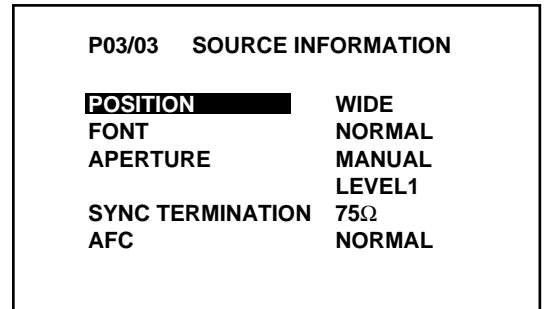 P03/03 SOURCE INFORMATION
POSITION WIDE
FONT NORMAL
APERTURE MANUAL
LEVEL1
SYNC TERMINATION 75Ω
AFC NORMAL